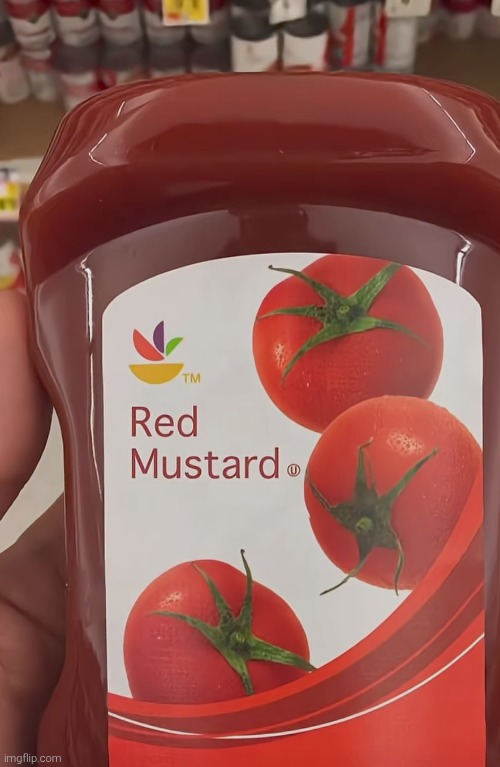 TM
Red
Mustard Ⓤ
imgflip.com